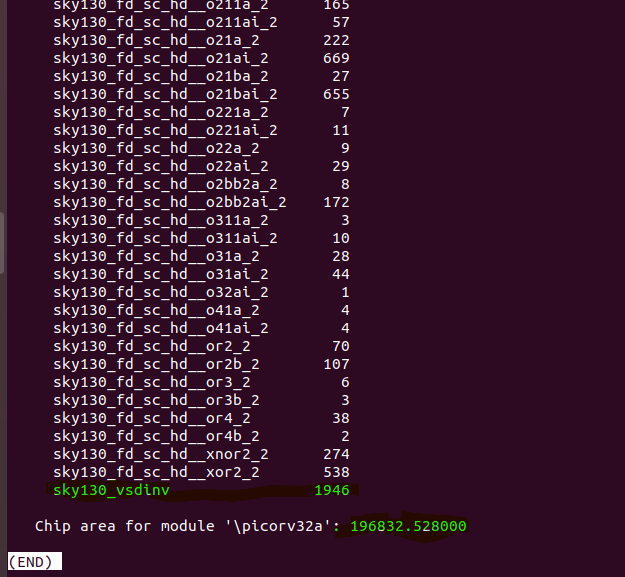 sky130_fd_sc_hd__o211a_2 165
sky130_fd_sc_hd__o211ai_2 57
sky130_fd_sc_hd__o21a_2 222
sky130_fd_sc_hd__o21ai_2 669
sky130_fd_sc_hd__o21ba_2 27
sky130_fd_sc_hd__o21bai_2 655
sky130_fd_sc_hd__o221a_2 7
sky130_fd_sc_hd__o221ai_2 11
sky130_fd_sc_hd__o22a_2 9
sky130_fd_sc_hd__o22ai_2 29
sky130_fd_sc_hd__o2bb2a_2 8
sky130_fd_sc_hd__o2bb2ai_2 172
sky130_fd_sc_hd__o311a_2 3
sky130_fd_sc_hd__o311ai_2 10
sky130_fd_sc_hd__o31a_2 28
sky130_fd_sc_hd__o31ai_2 44
sky130_fd_sc_hd__o32ai_2 1
sky130_fd_sc_hd__o41a_2 4
sky130_fd_sc_hd__o41ai_2 4
sky130_fd_sc_hd__or2_2 70
sky130_fd_sc_hd__or2b_2 107
sky130_fd_sc_hd__or3_2 6
sky130_fd_sc_hd__or3b_2 3
sky130_fd_sc_hd__or4_2 38
sky130_fd_sc_hd__or4b_2 2
sky130_fd_sc_hd__xnor2_2 274
sky130_fd_sc_hd__xor2_2 538
sky130_vsdinv 1946
Chip area for module '\picorv32a': 196832.528000
(END)